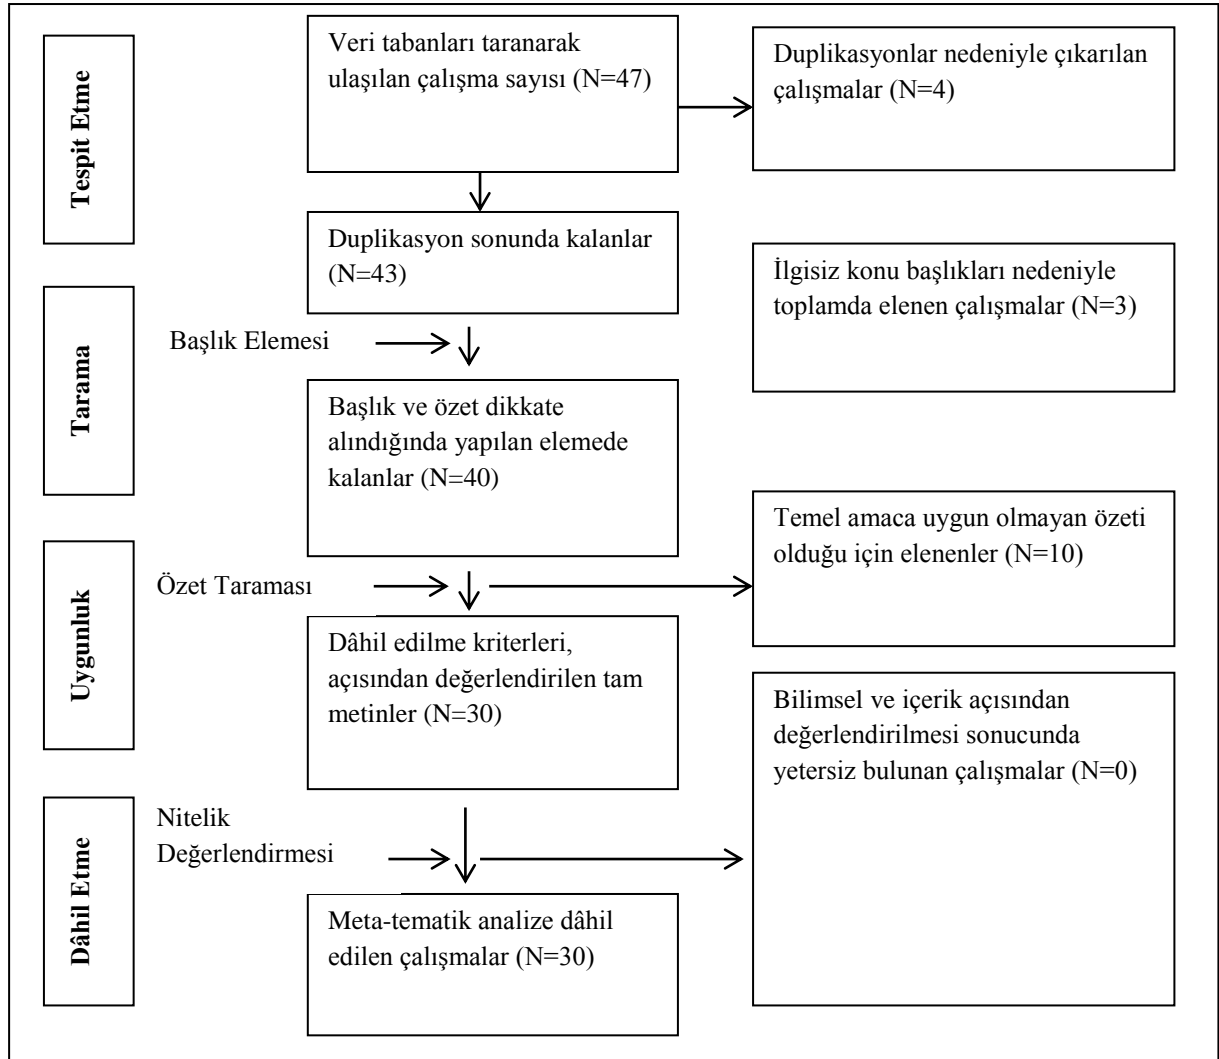 Tespit Etme
Veri tabanları taranarak
ulaşılan çalışma sayısı (N=47)
Duplikasyonlar nedeniyle çıkarılan
çalışmalar (N=4)
Duplikasyon sonunda kalanlar
(N=43)
İlgisiz konu başlıkları nedeniyle
toplamda elenen çalışmalar (N=3)
Tarama
Başlık Elemesi
Başlık ve özet dikkate
alındığında yapılan elemede
kalanlar (N=40)
Temel amaca uygun olmayan özeti
olduğu için elenenler (N=10)
Uygunluk
Özet Taraması
Dâhil edilme kriterleri,
açısından değerlendirilen tam
metinler (N=30)
Bilimsel ve içerik açısından
değerlendirilmesi sonucunda
yetersiz bulunan çalışmalar (N=0)
Dâhil Etme
Nitelik
Değerlendirmesi
Meta-tematik analize dâhil
edilen çalışmalar (N=30)